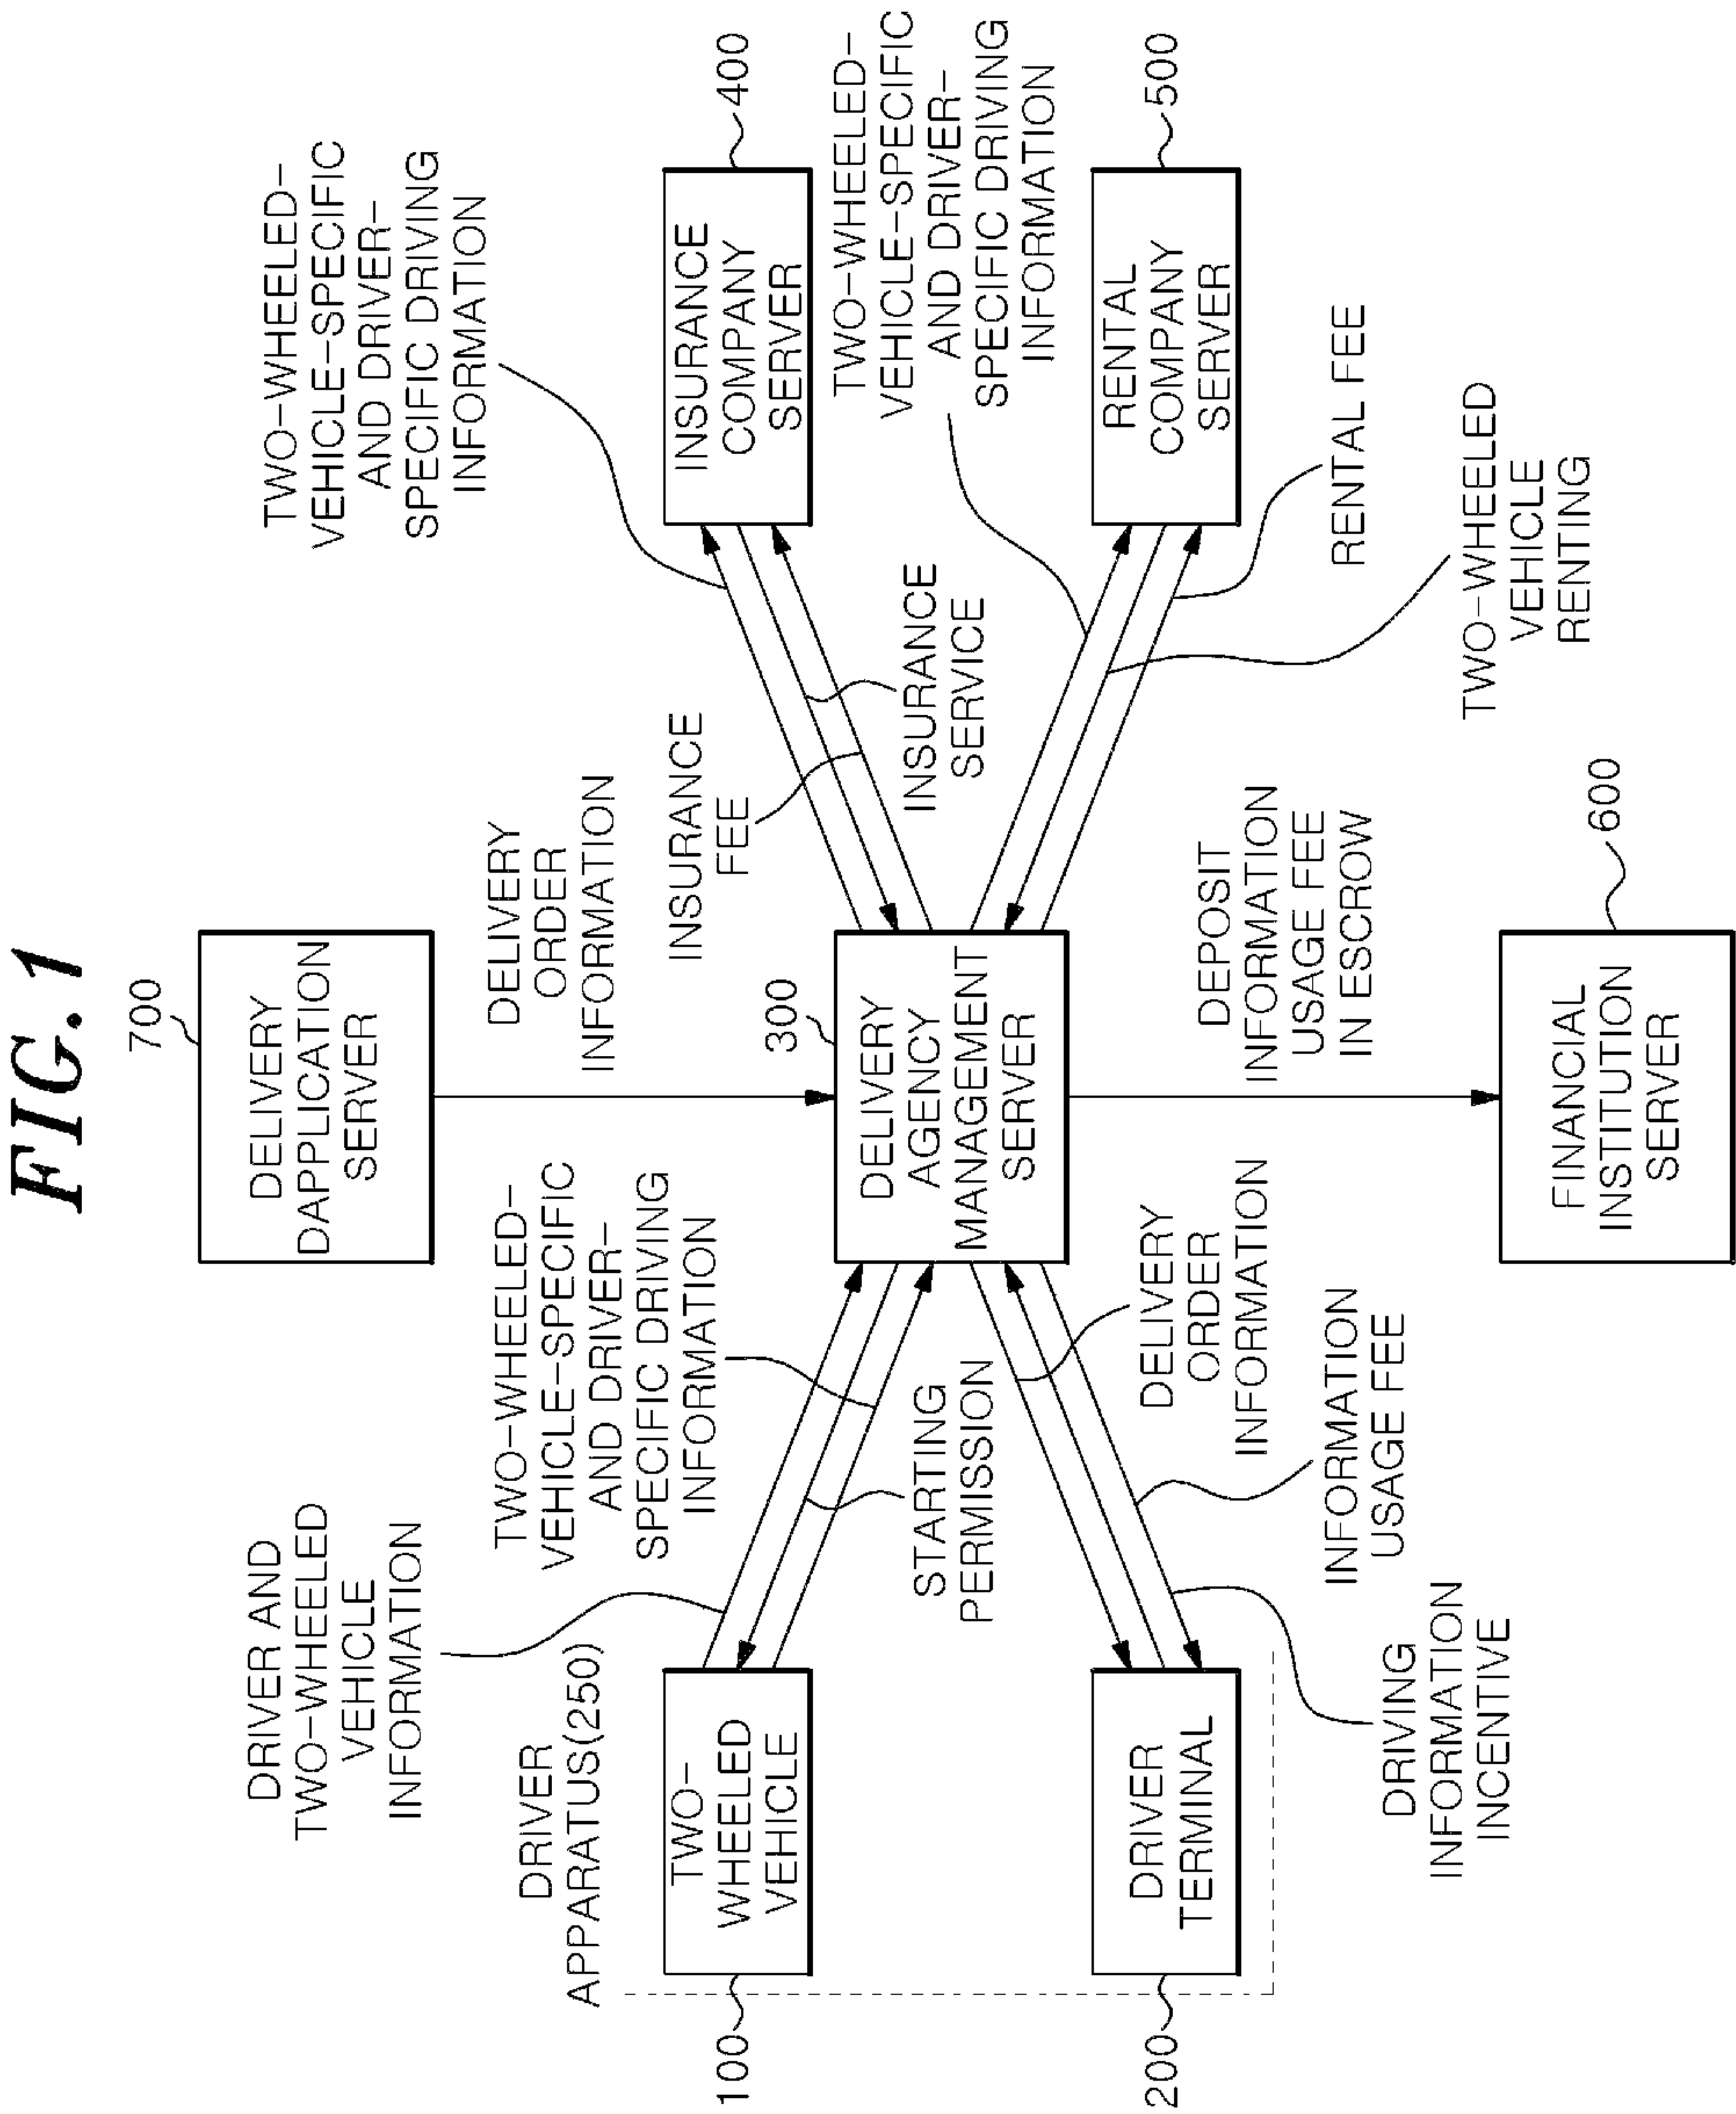 FIG. 1
700
DELIVERY
DAPPLICATION
SERVER
DELIVERY
ORDER
INFORMATION
DRIVER AND
TWO-WHEELED
VEHICLE
INFORMATION
TWO-WHEELED-
VEHICLE-SPECIFIC
AND DRIVER-
SPECIFIC DRIVING
INFORMATION
TWO-WHEELED-
VEHICLE-SPECIFIC
AND DRIVER-
SPECIFIC DRIVING
INFORMATION
DRIVER
APPARATUS(250)
100
TWO-
WHEELED
VEHICLE
STARTING
PERMISSION
300
DELIVERY
AGENCY
MANAGEMENT
SERVER
INSURANCE
FEE
INSURANCE
SERVICE
400
INSURANCE
COMPANY
SERVER
TWO-WHEELED-
VEHICLE-SPECIFIC
AND DRIVER-
SPECIFIC DRIVING
INFORMATION
200
DRIVER
TERMINAL
DELIVERY
ORDER
INFORMATION
INFORMATION
USAGE FEE
DRIVING
INFORMATION
INCENTIVE
DEPOSIT
INFORMATION
USAGE FEE
IN ESCROW
500
RENTAL
COMPANY
SERVER
RENTAL FEE
TWO-WHEELED
VEHICLE
RENTING
600
FINANCIAL
INSTITUTION
SERVER